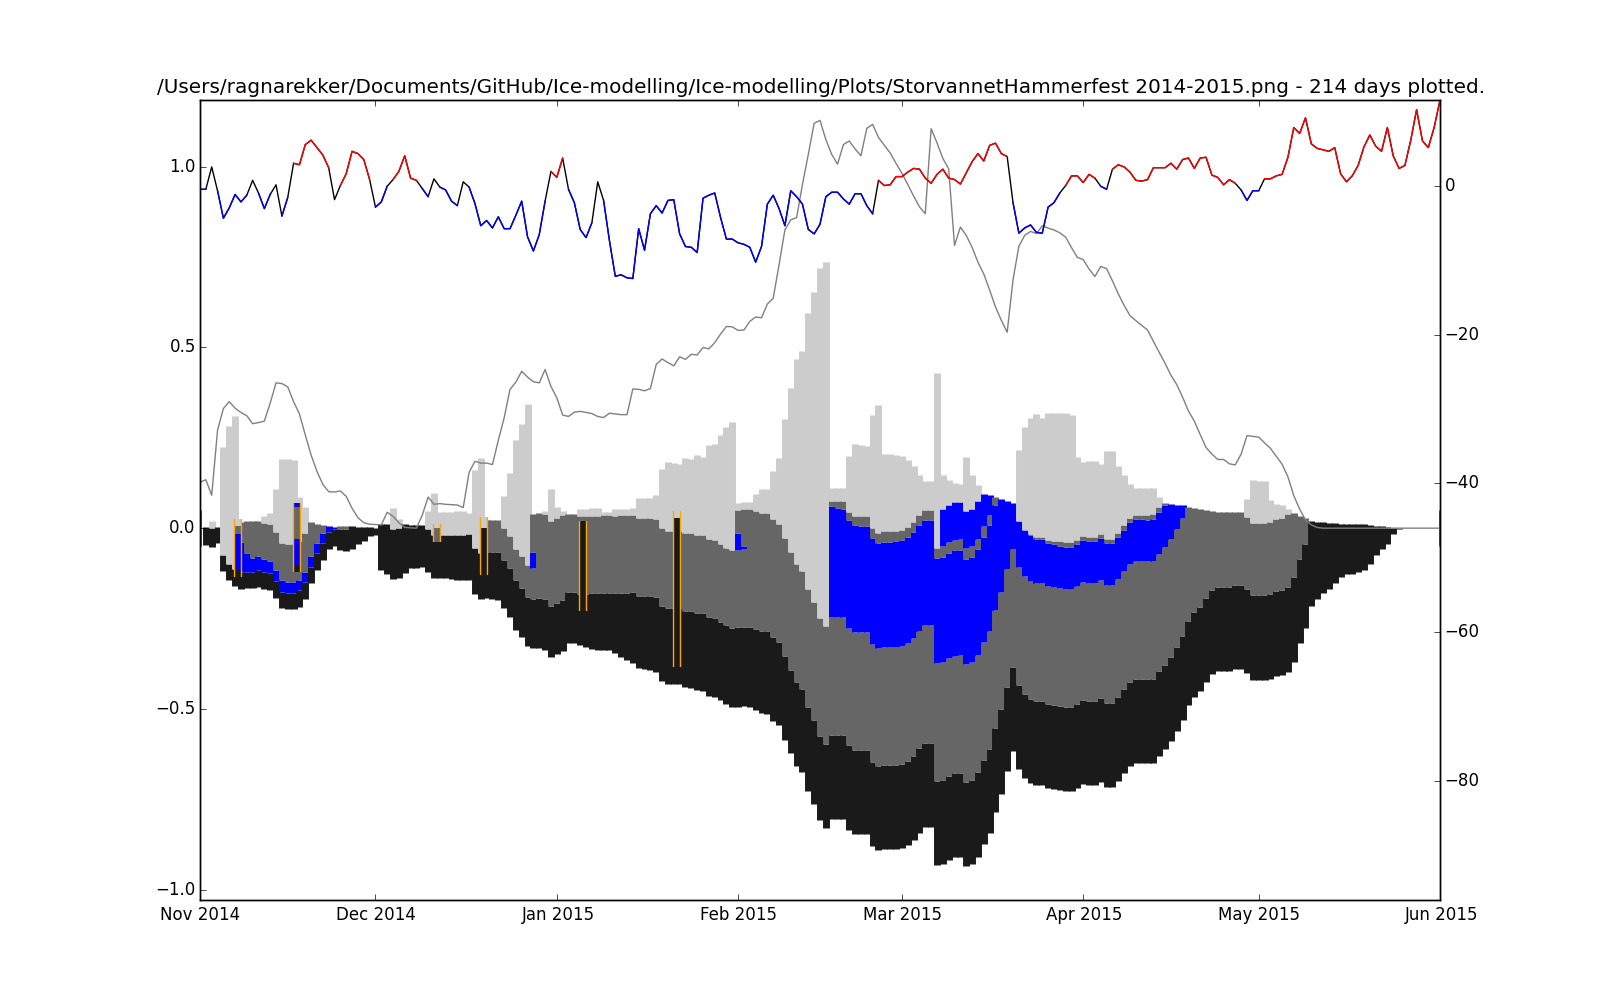 /Users/ragnarekker/Documents/GitHub/Ice-modelling/Ice-modelling/Plots/StorvannetHammerfest 2014-2015.png - 214 days plotted.
1.0
0.5
0.0
−0.5
−1.0
0
−20
−40
−60
−80
Nov 2014
Dec 2014
Jan 2015
Feb 2015
Mar 2015
Apr 2015
May 2015
Jun 2015